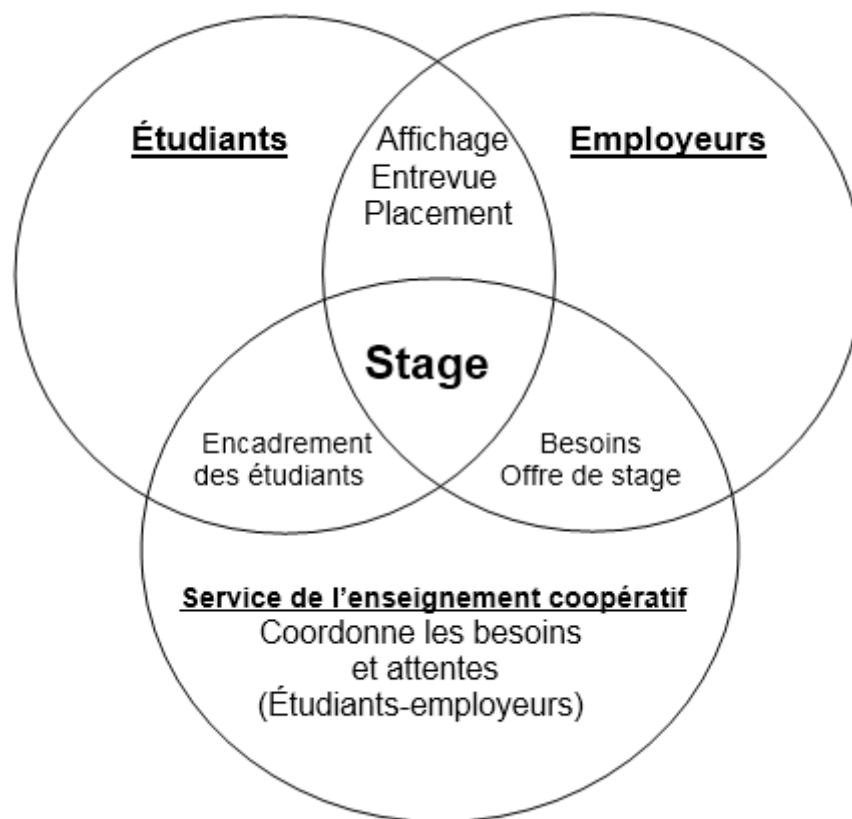 Étudiants
Affichage
Entrevue
Placement
Employeurs
Stage
Encadrement
des étudiants
Besoins
Offre de stage
Service de l'enseignement coopératif
Coordonne les besoins
et attentes
(Étudiants-employeurs)